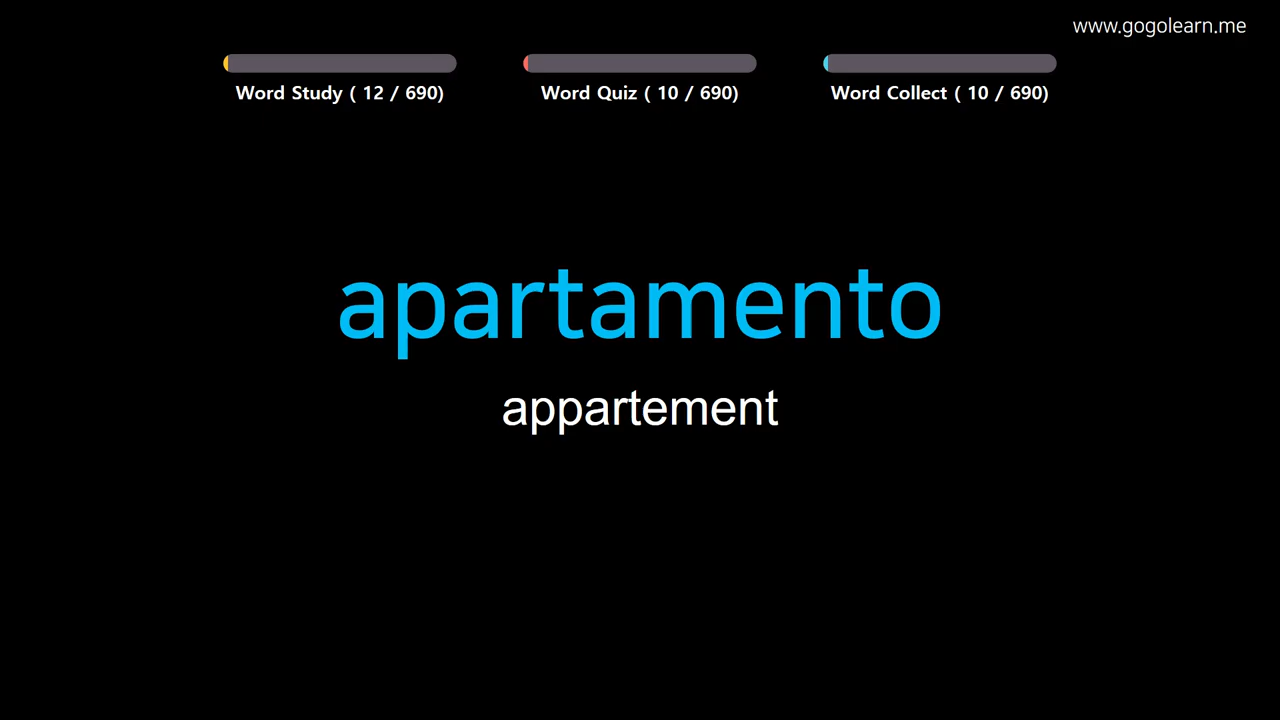 www.gogolearn.me
Word Study ( 12 / 690)
Word Quiz ( 10 / 690)
Word Collect ( 10 / 690)
apartamento
appartement